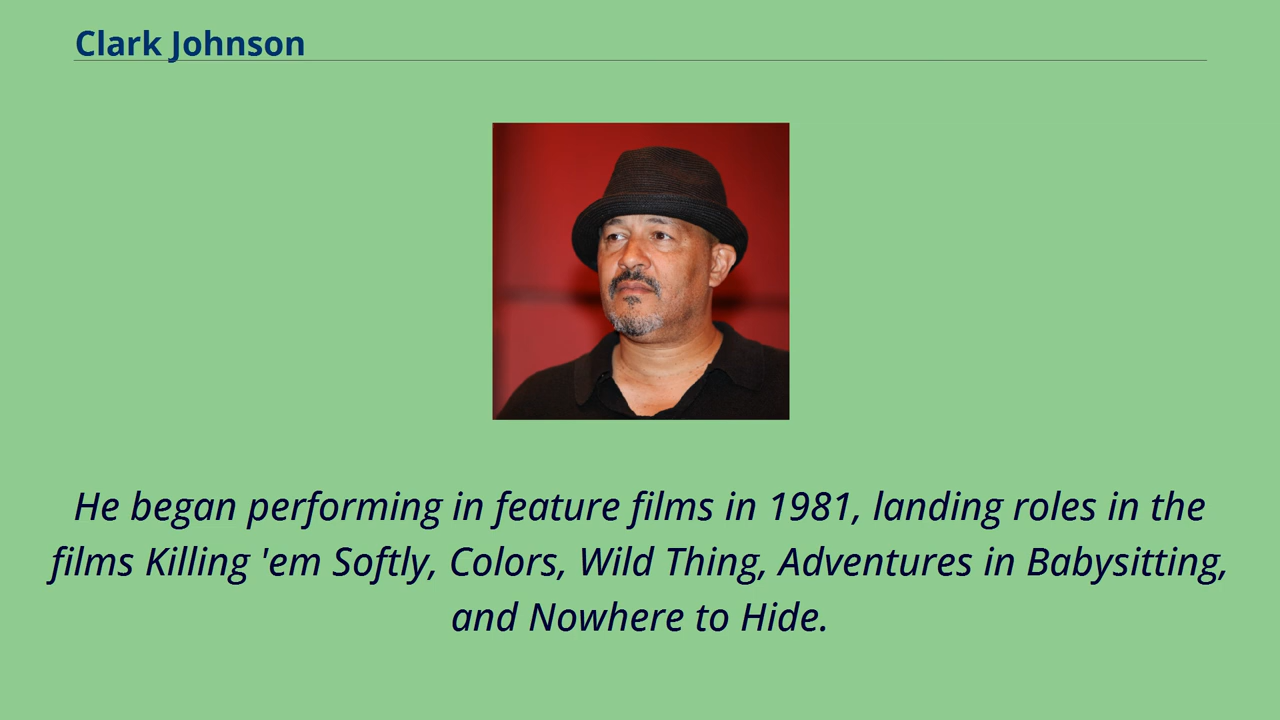 Clark Johnson
He began performing in feature films in 1981, landing roles in the
films Killing 'em Softly, Colors, Wild Thing, Adventures in Babysitting,
and Nowhere to Hide.